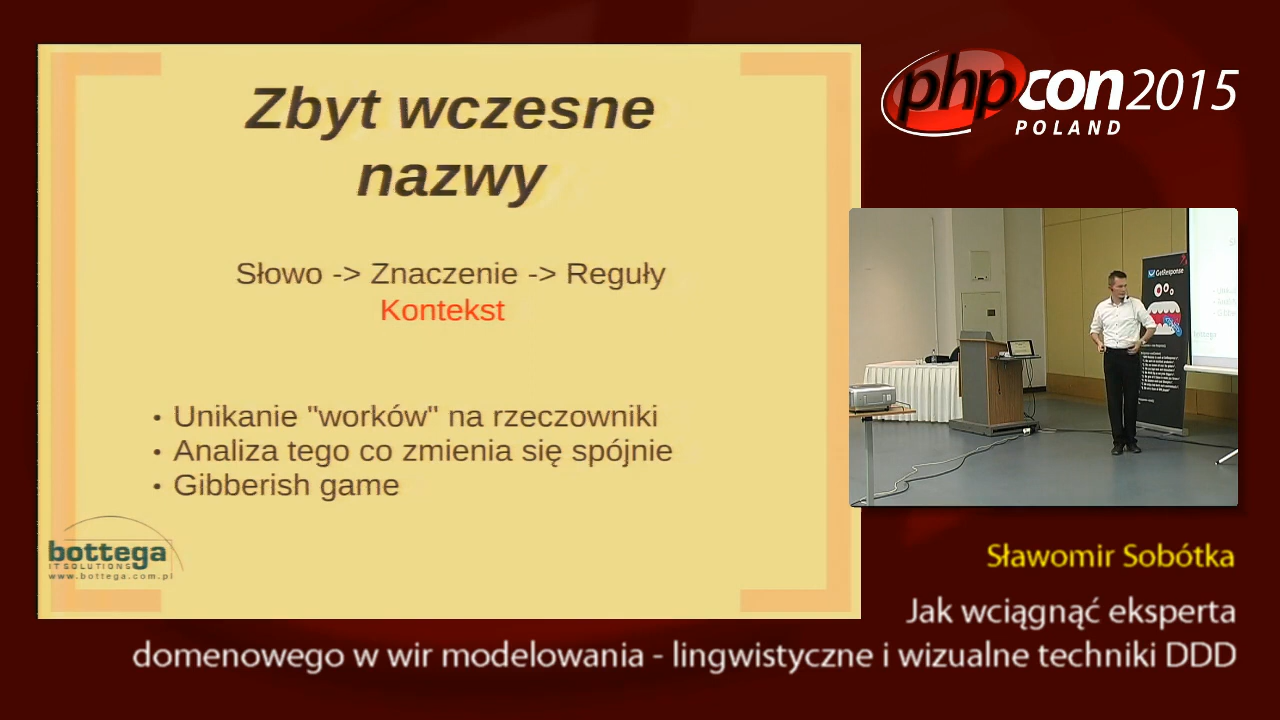 Zbyt wczesne
nazwy
Słowo -> Znaczenie -> Reguły
Kontekst
• Unikanie "worków" na rzeczowniki
• Analiza tego co zmienia się spójnie
• Gibberish game
bottega
IT SOLUTIONS
www.bottega.com.pl
phpcon2015
POLAND
GetResponse
Sławomir Sobótka
Jak wciągnąć eksperta
domenowego w wir modelowania - lingwistyczne i wizualne techniki DDD